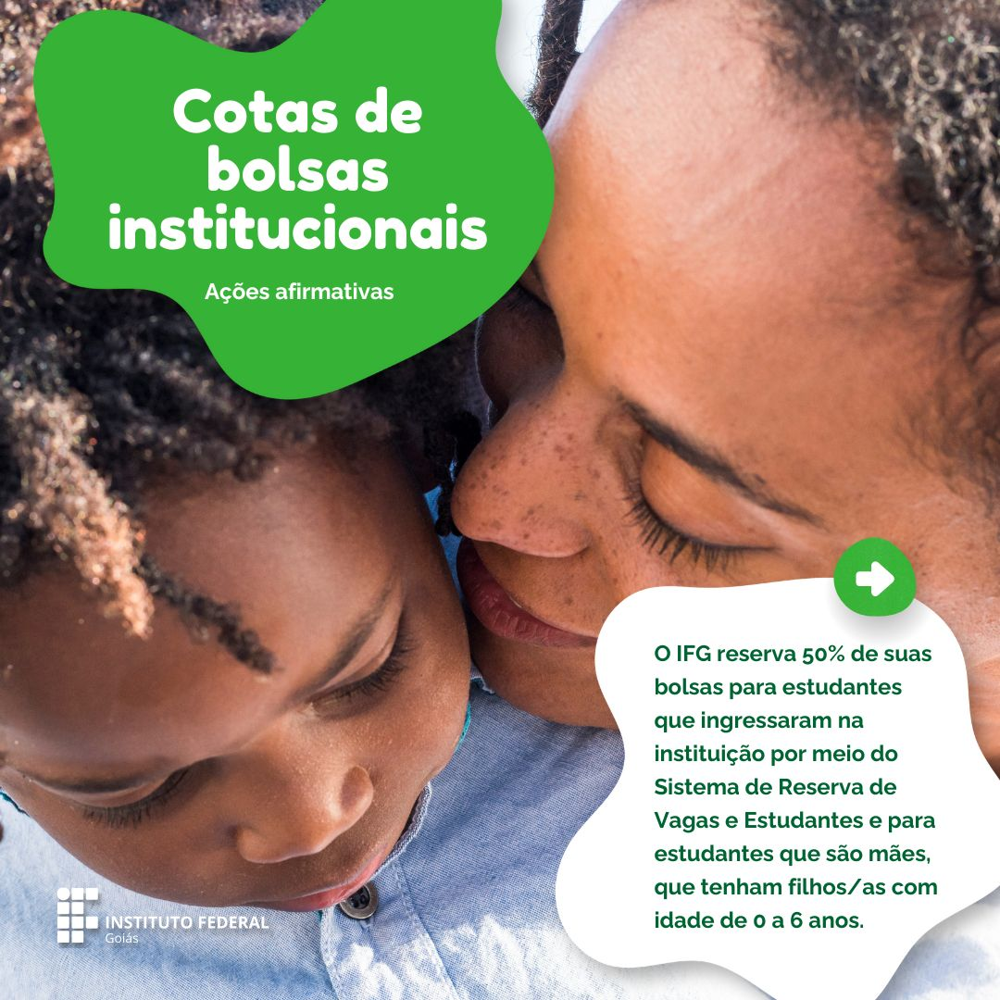 Cotas de
bolsas
institucionais
Ações afirmativas
O IFG reserva 50% de suas
bolsas para estudantes
que ingressaram na
instituição por meio do
Sistema de Reserva de
Vagas e Estudantes e para
estudantes que são mães,
que tenham filhos/as com
idade de 0 a 6 anos.
INSTITUTO FEDERAL
Goiás